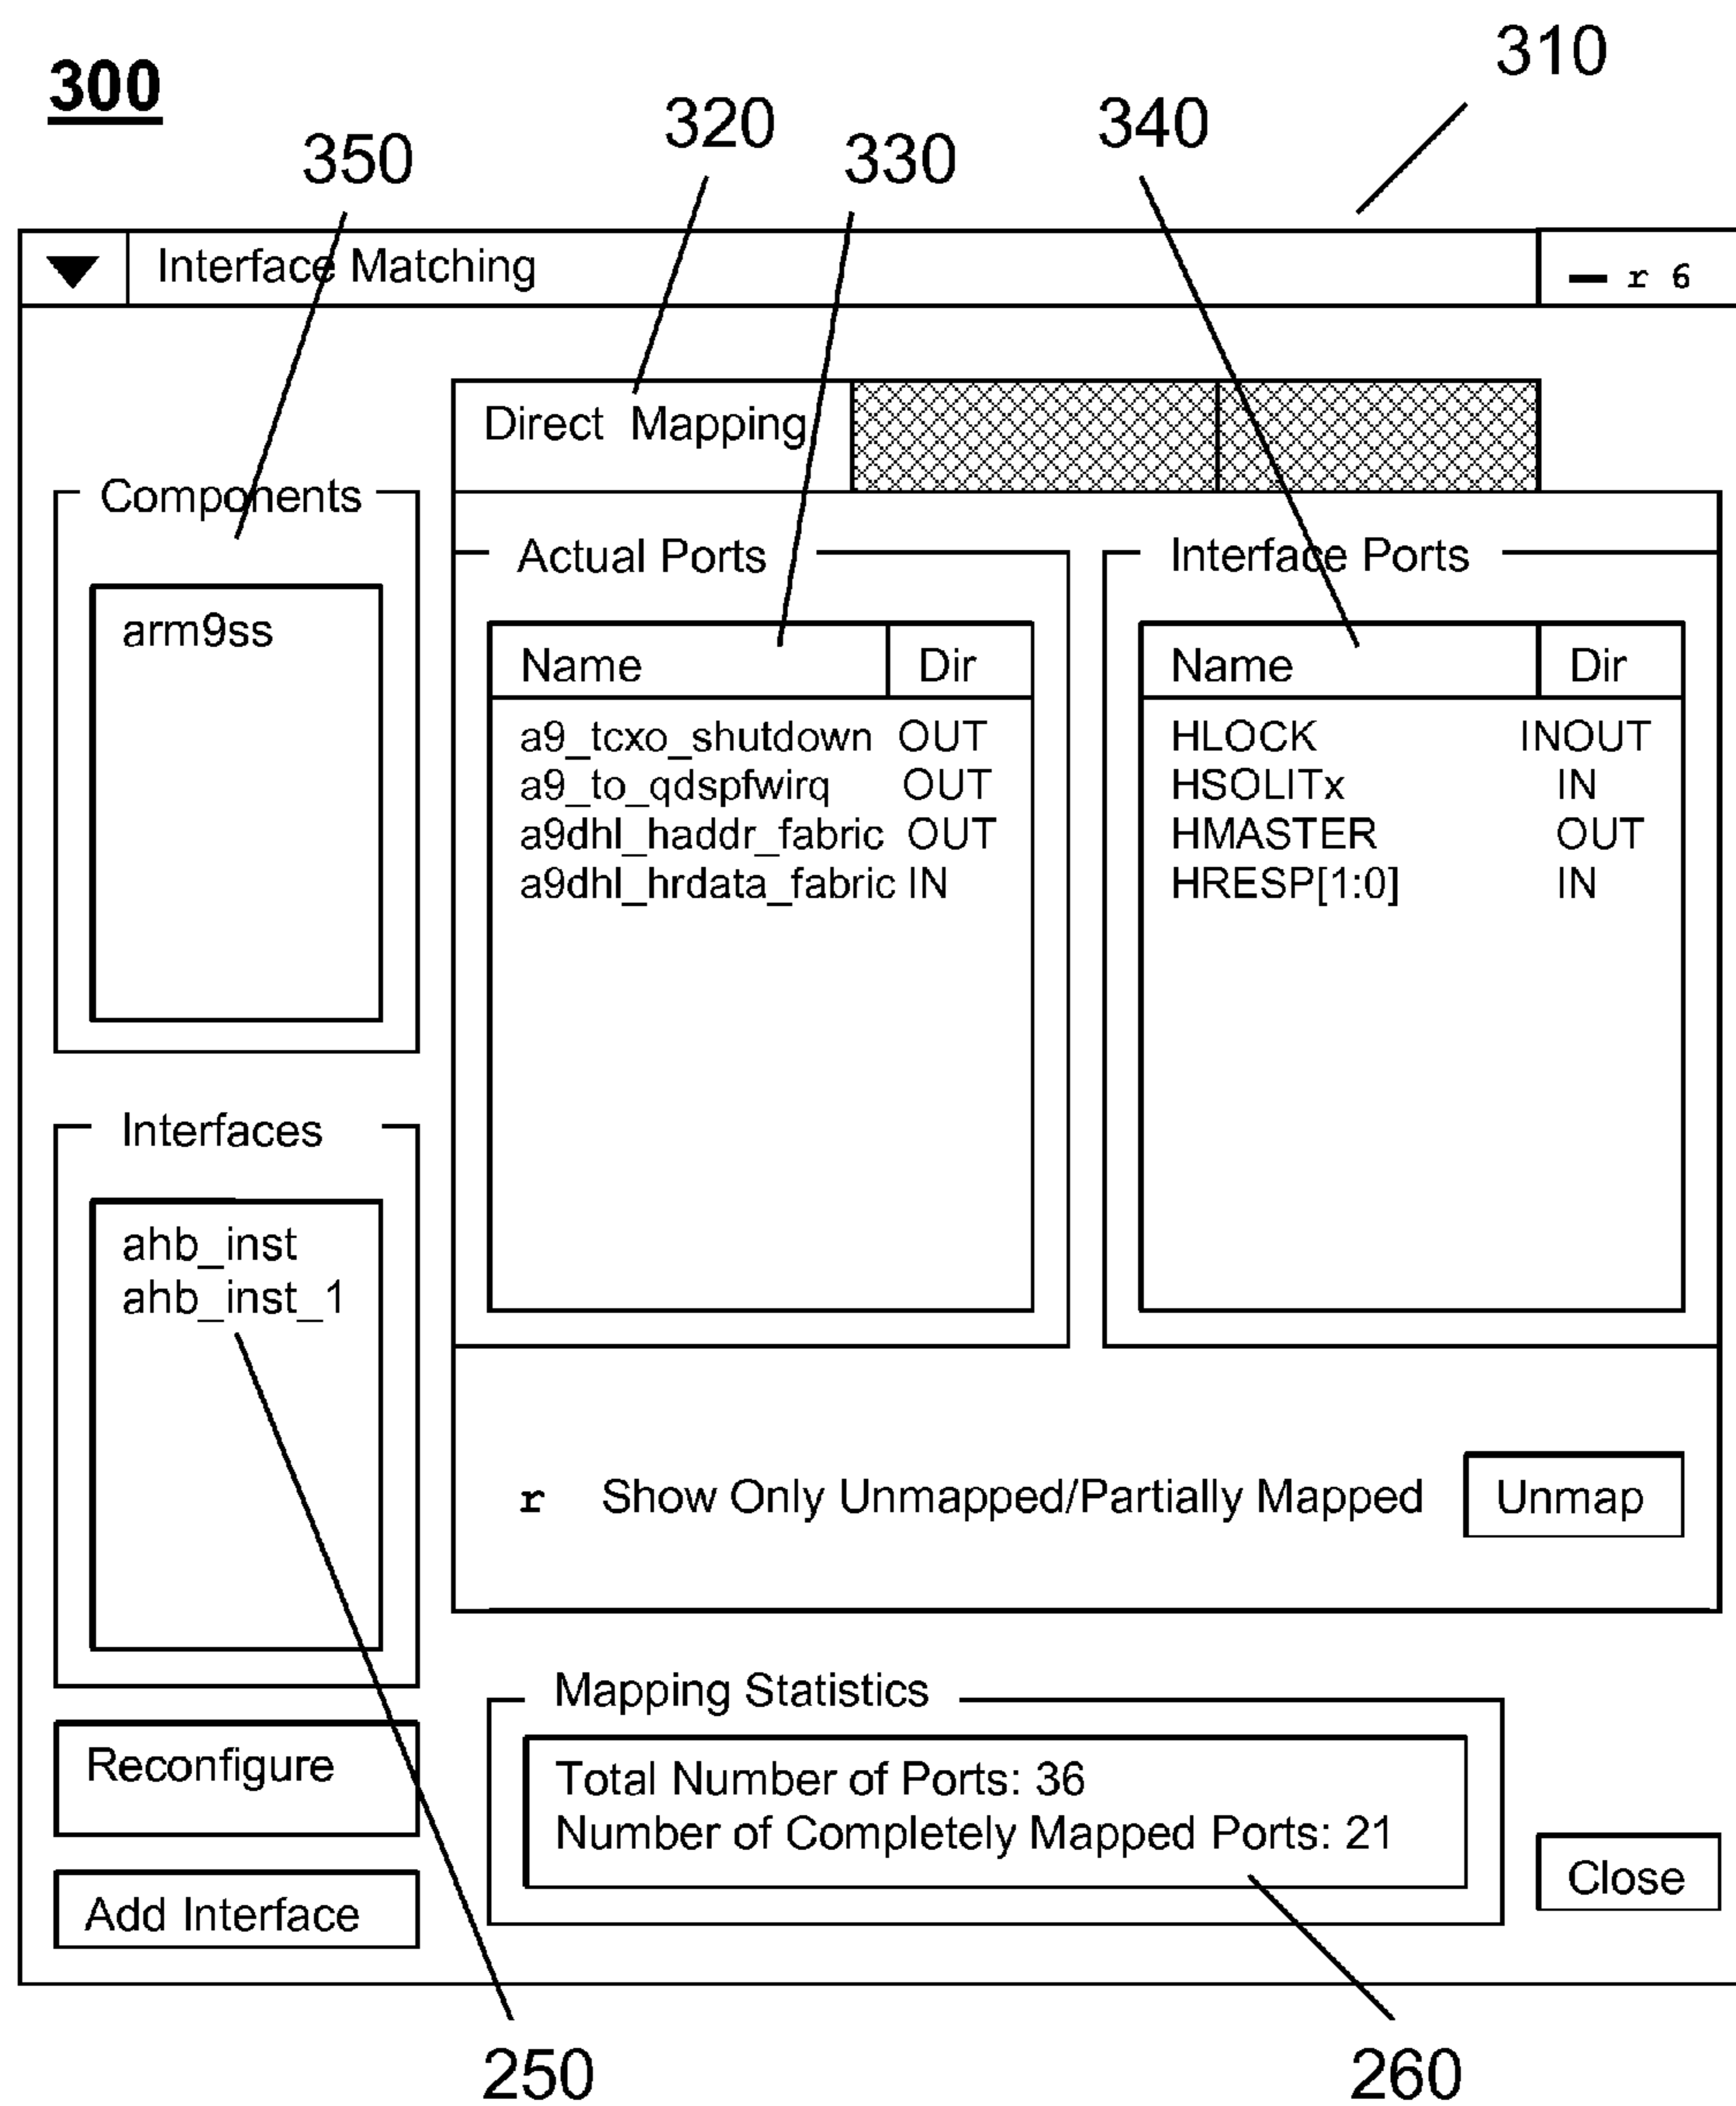 310
300
320
340
350
330
Interface Matching
r 6
Direct Mapping
Components
arm9ss
Actual Ports
Name Dir
a9_tcxo_shutdown OUT
a9_to_qdspfwirq OUT
a9dhl_haddr_fabric OUT
a9dhl_hrdata_fabric IN
Interface Ports
Name Dir
HLOCK INOUT
HSOLITx IN
HMASTER OUT
HRESP[1:0] IN
Interfaces
ahb_inst
ahb_inst_1
r Show Only Unmapped/Partially Mapped
Unmap
Reconfigure
Add Interface
Mapping Statistics
Total Number of Ports: 36
Number of Completely Mapped Ports: 21
Close
250
260